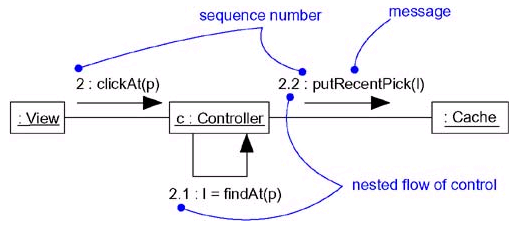 sequence number
message
2 : clickAt(p)
2.2 : putRecentPick(l)
: View
c : Controller
: Cache
2.1 : l = findAt(p)
nested flow of control